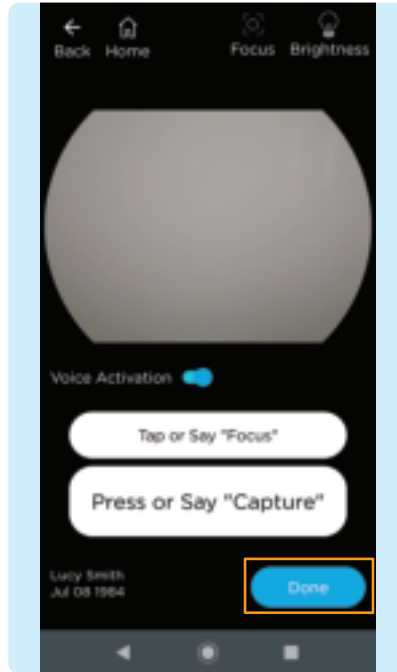 Back Home Focus Brightness
Voice Activation
Tap or Say "Focus"
Press or Say "Capture"
Lucy Smith
Jul 08 1984
Done